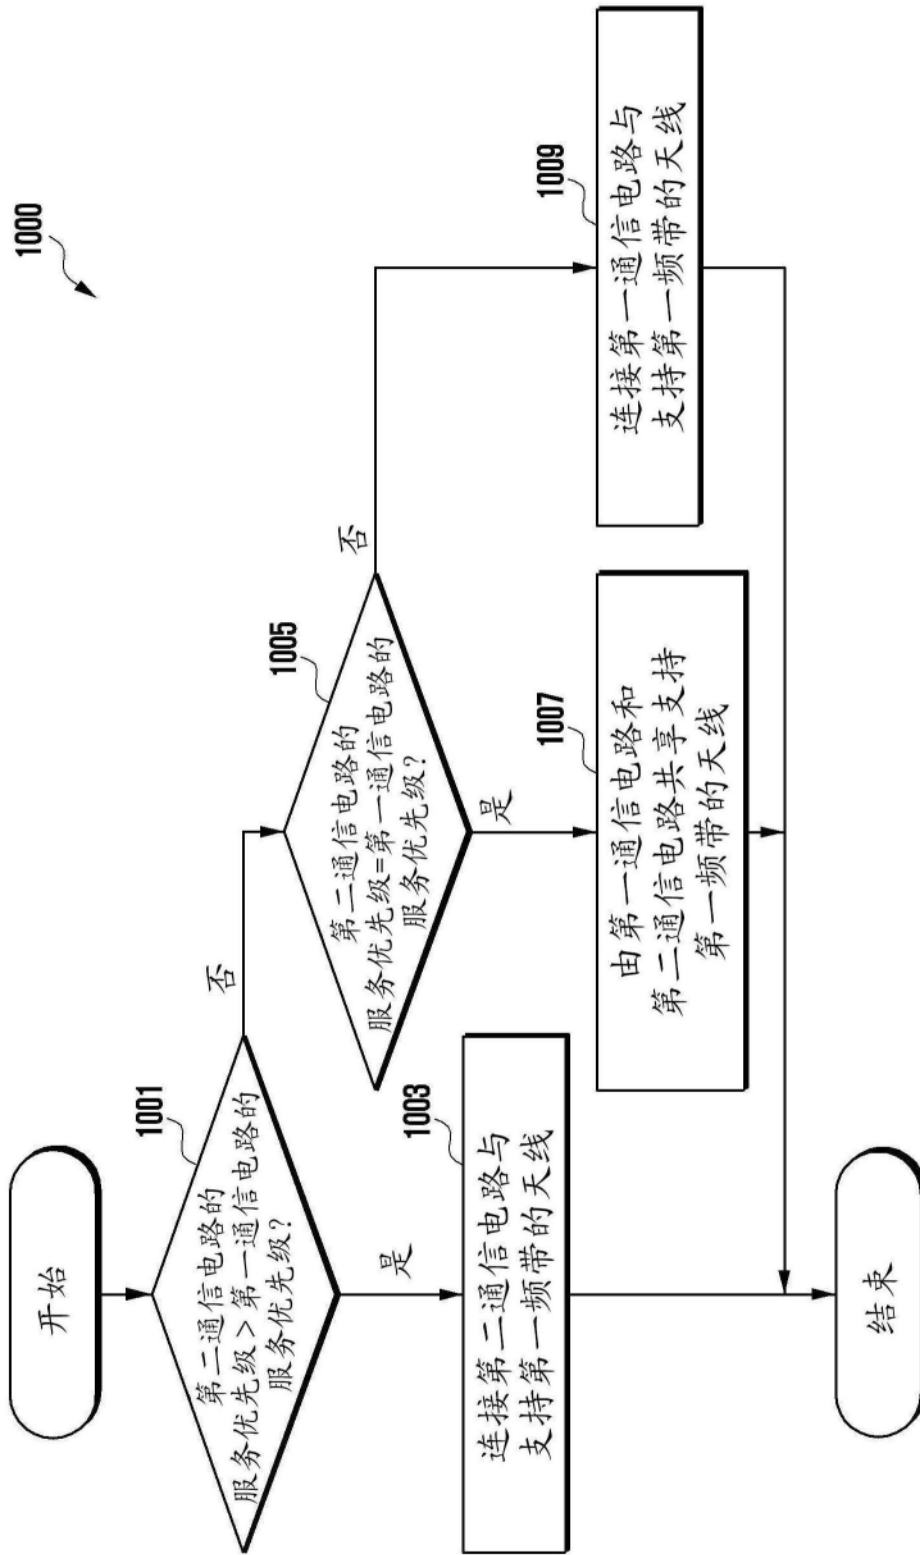 1000
开始
1001
第二通信电路的
服务优先级 > 第一通信电路的
服务优先级?
否
是
1003
连接第二通信电路与
支持第一频带的天线
1005
第二通信电路的
服务优先级=第一通信电路的
服务优先级?
否
是
1007
由第一通信电路和
第二通信电路共享支持
第一频带的天线
1009
连接第一通信电路与
支持第一频带的天线
结束